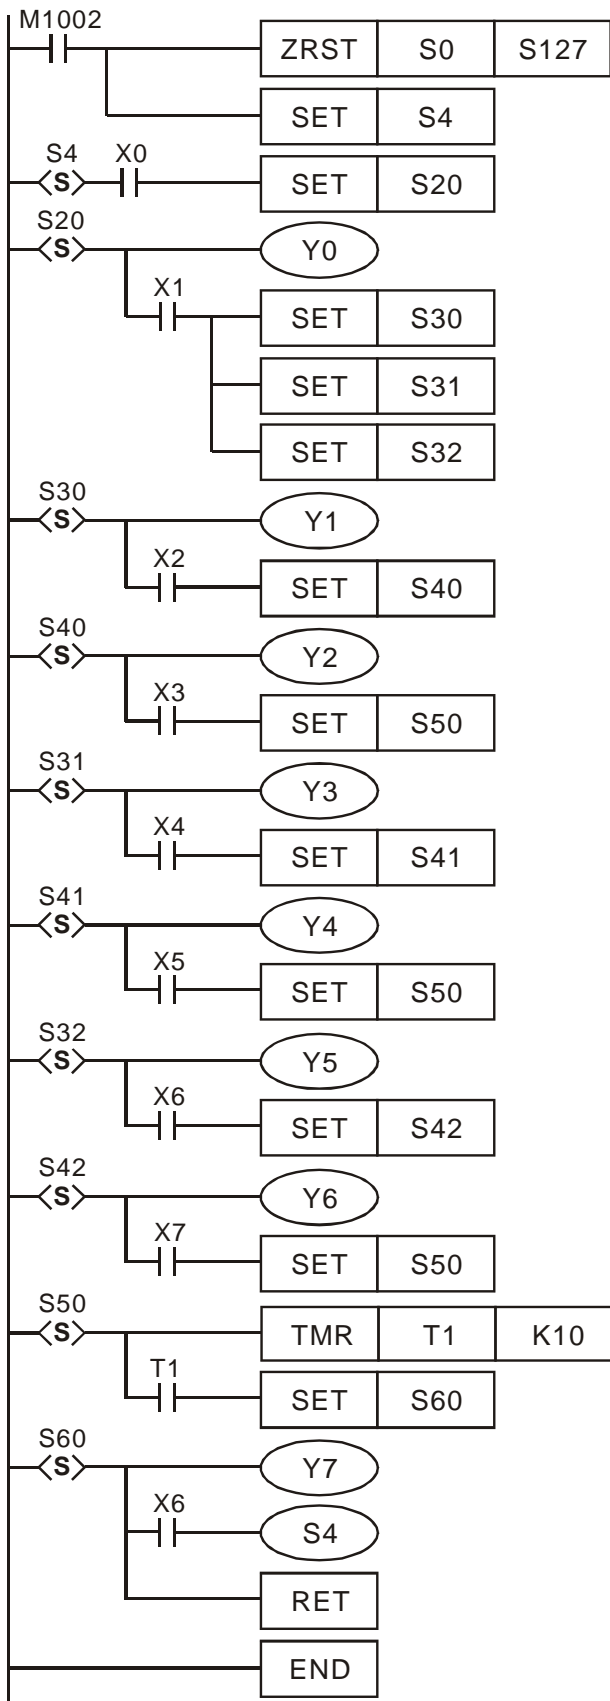 M1002
ZRST S0 S127
SET S4
S4 X0
S SET S20
S20
S Y0
X1
SET S30
SET S31
SET S32
S30
S Y1
X2
SET S40
S40
S Y2
X3
SET S50
S31
S Y3
X4
SET S41
S41
S Y4
X5
SET S50
S32
S Y5
X6
SET S42
S42
S Y6
X7
SET S50
S50
S TMR T1 K10
T1
SET S60
S60
S Y7
X6
S4
RET
END